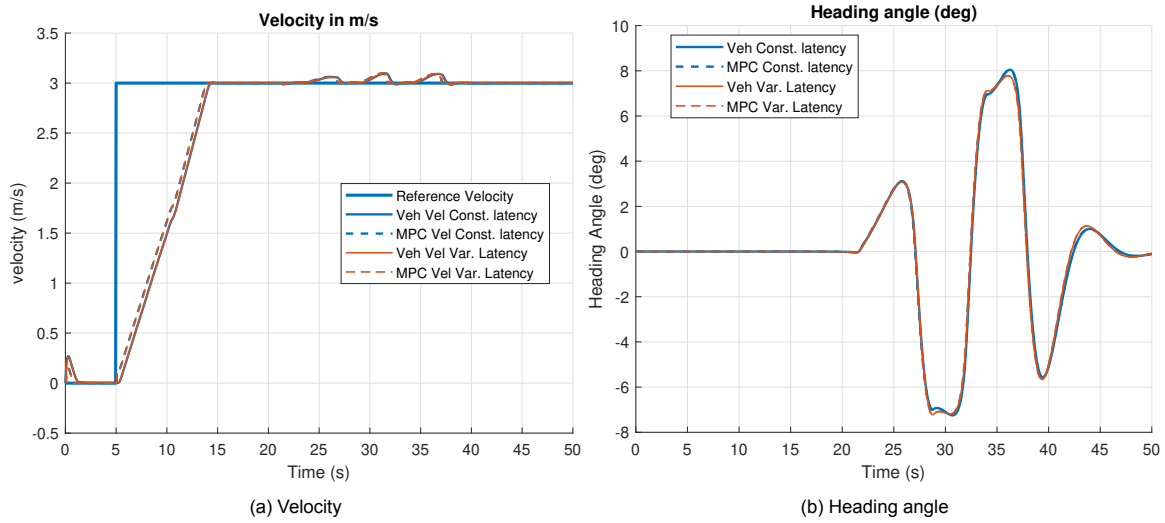 Velocity in m/s
3.5
3
2.5
2
1.5
1
0.5
0
-0.5
velocity (m/s)
Reference Velocity
Veh Vel Const. latency
MPC Vel Const. latency
Veh Vel Var. Latency
MPC Vel Var. Latency
0 5 10 15 20 25 30 35 40 45 50
Time (s)
(a) Velocity
Heading angle (deg)
10
8
6
4
2
0
-2
-4
-6
-8
Heading Angle (deg)
Veh Const. latency
MPC Const. latency
Veh Var. Latency
MPC Var. Latency
0 5 10 15 20 25 30 35 40 45 50
Time (s)
(b) Heading angle